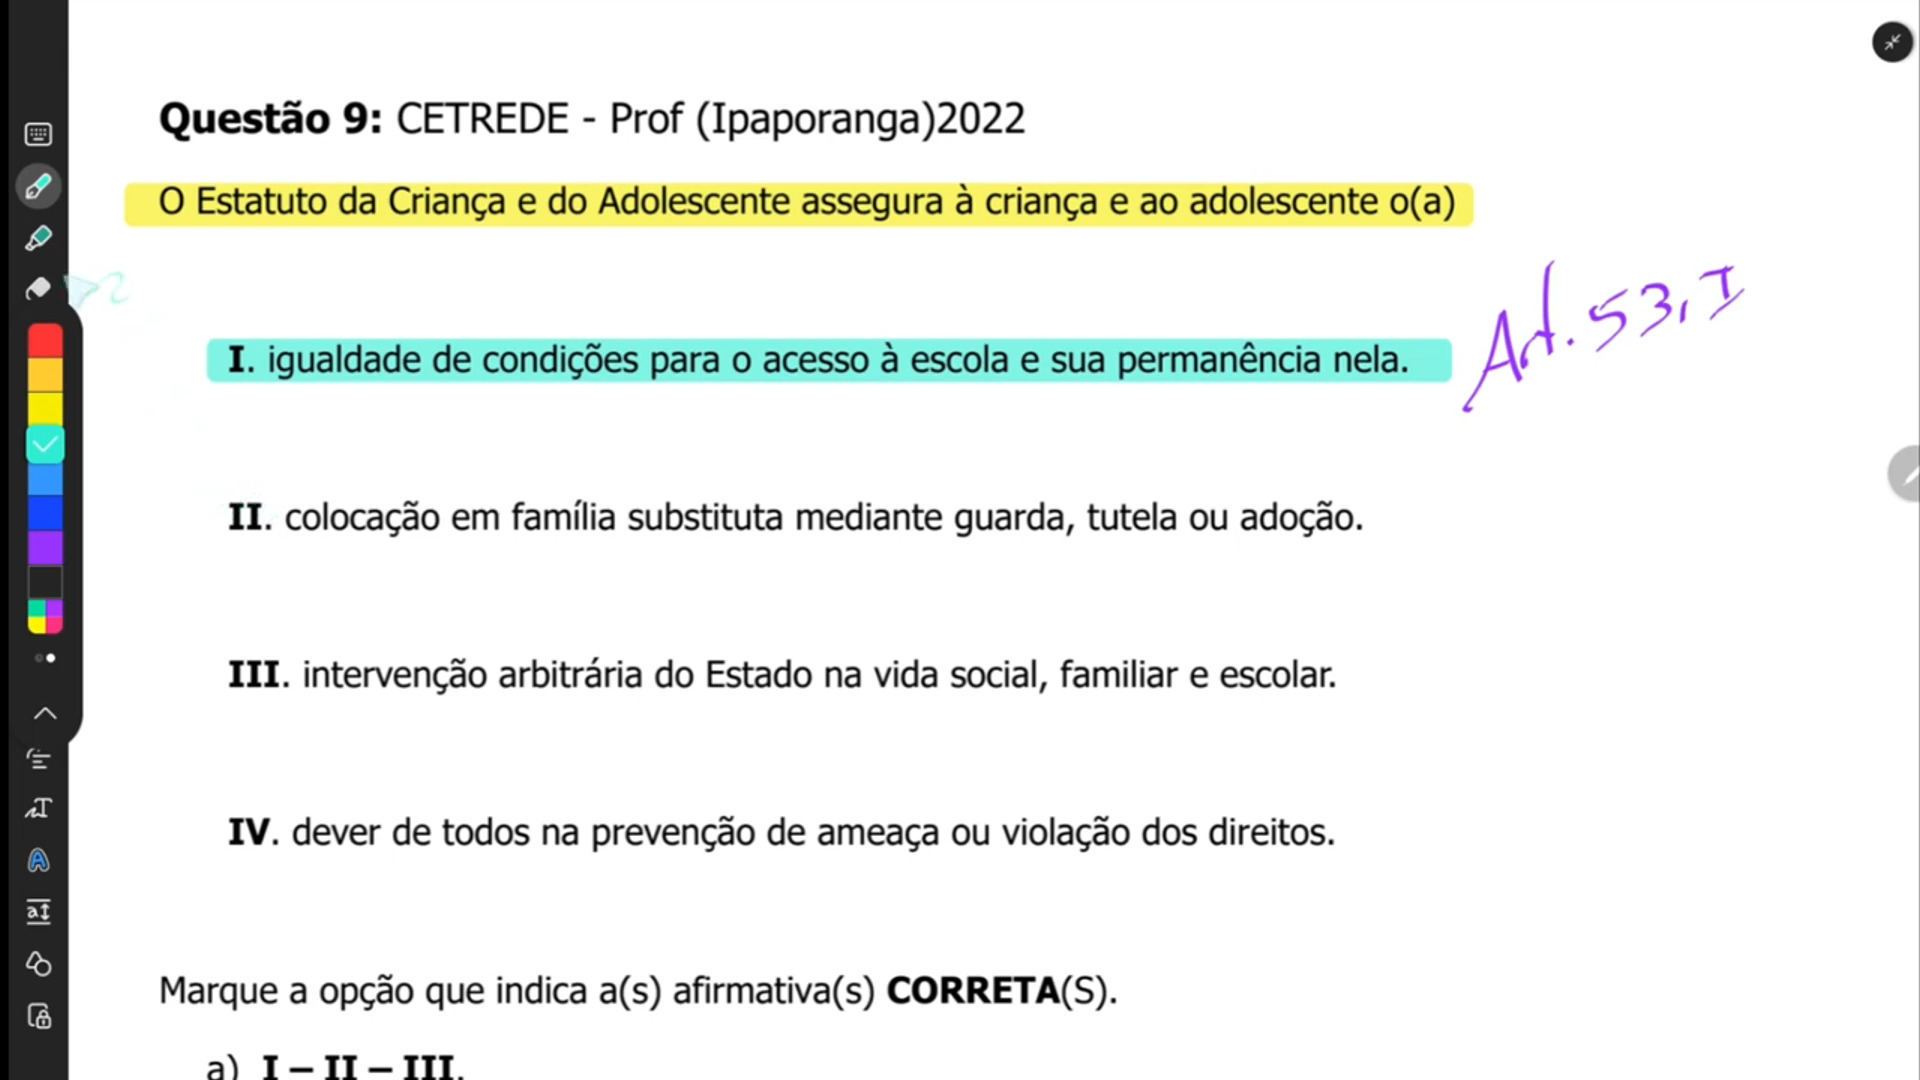 Questão 9: CETREDE - Prof (Ipaporanga)2022
O Estatuto da Criança e do Adolescente assegura à criança e ao adolescente o(a)
Art. 53, I
I. igualdade de condições para o acesso à escola e sua permanência nela.
II. colocação em família substituta mediante guarda, tutela ou adoção.
III. intervenção arbitrária do Estado na vida social, familiar e escolar.
IV. dever de todos na prevenção de ameaça ou violação dos direitos.
Marque a opção que indica a(s) afirmativa(s) CORRETA(S).
a) I – II – III.